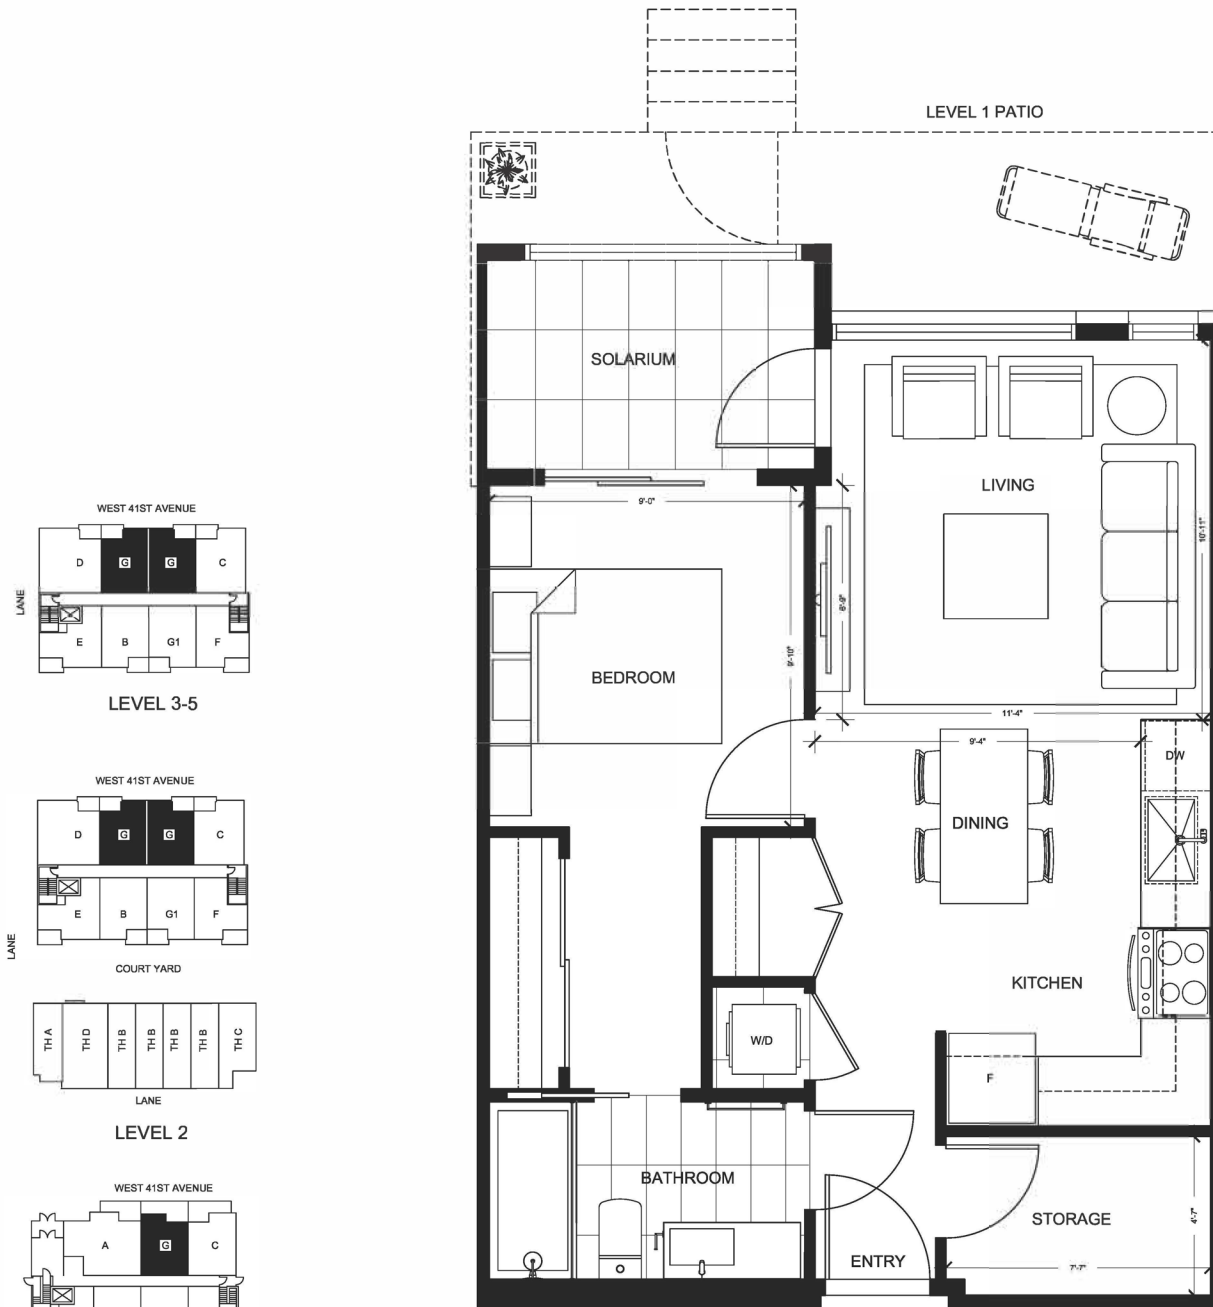 LEVEL 1 PATIO
SOLARIUM
LIVING
9'-0"
10'-11"
6'-9"
9'-10"
BEDROOM
11'-4"
9'-4"
DW
DINING
KITCHEN
W/D
F
BATHROOM
STORAGE
4'-7"
7'-7"
ENTRY
WEST 41ST AVENUE
D
G
G
C
LANE
E
B
G1
F
LEVEL 3-5
WEST 41ST AVENUE
D
G
G
C
E
B
G1
F
LANE
COURT YARD
TH A
TH D
TH B
TH B
TH B
TH B
TH C
LANE
LEVEL 2
WEST 41ST AVENUE
A
G
C